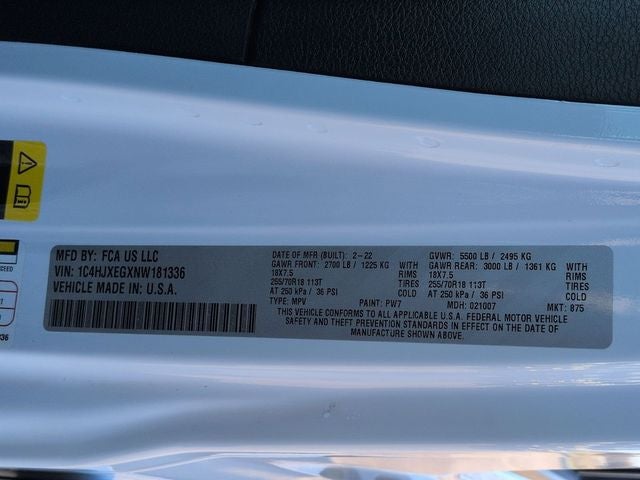 MFD BY: FCA US LLC
VIN: 1C4HJXEGXNW181336
VEHICLE MADE IN: U.S.A.
DATE OF MFR (BUILT): 2-22
GAWR FRONT: 2700 LB / 1225 KG WITH
18X7.5 RIMS
255/70R18 113T TIRES
AT 250 kPa / 36 PSI COLD
GVWR: 5500 LB / 2495 KG
GAWR REAR: 3000 LB / 1361 KG WITH
18X7.5 RIMS
255/70R18 113T TIRES
AT 250 kPa / 36 PSI COLD
TYPE: MPV PAINT: PW7 MDH: 021007 MKT: 875
THIS VEHICLE CONFORMS TO ALL APPLICABLE U.S.A. FEDERAL MOTOR VEHICLE
SAFETY AND THEFT PREVENTION STANDARDS IN EFFECT ON THE DATE OF
MANUFACTURE SHOWN ABOVE.